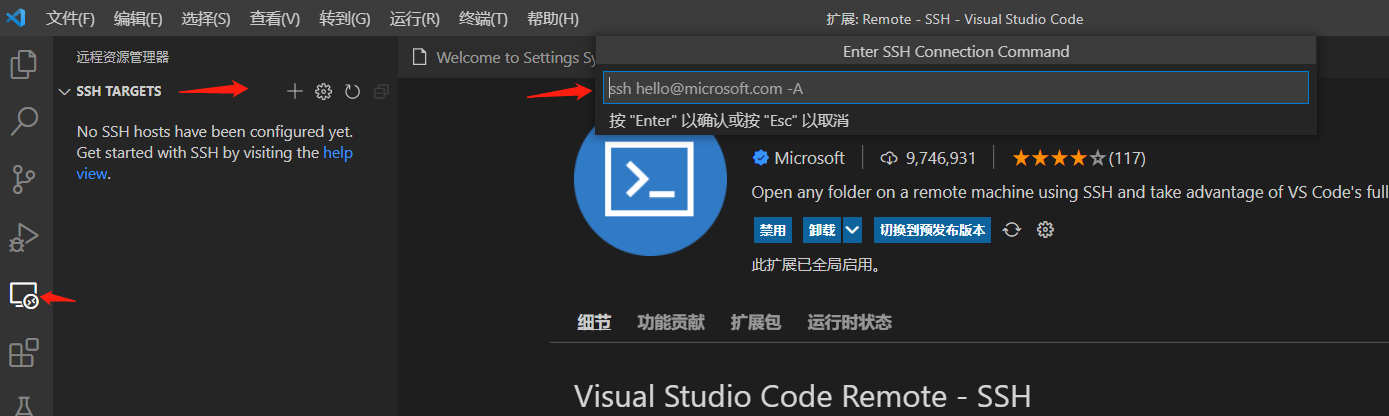 文件(F) 编辑(E) 选择(S) 查看(V) 转到(G) 运行(R) 终端(T) 帮助(H) 扩展: Remote - SSH - Visual Studio Code
远程资源管理器
SSH TARGETS
No SSH hosts have been configured yet.
Get started with SSH by visiting the help
view.
Welcome to Settings Sy
Enter SSH Connection Command
ssh hello@microsoft.com -A
按 "Enter" 以确认或按 "Esc" 以取消
Microsoft 9,746,931 (117)
Open any folder on a remote machine using SSH and take advantage of VS Code's full
禁用 卸载 切换到预发布版本
此扩展已全局启用。
细节 功能贡献 扩展包 运行时状态
Visual Studio Code Remote - SSH